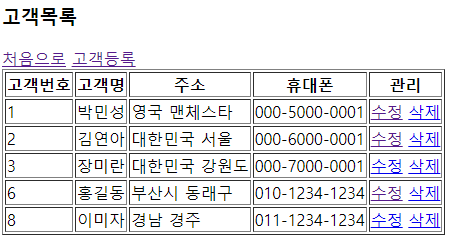 고객목록
처음으로 고객등록
고객번호 고객명 주소 휴대폰 관리
1 박민성 영국 맨체스타 000-5000-0001 수정 삭제
2 김연아 대한민국 서울 000-6000-0001 수정 삭제
3 장미란 대한민국 강원도 000-7000-0001 수정 삭제
6 홍길동 부산시 동래구 010-1234-1234 수정 삭제
8 이미자 경남 경주 011-1234-1234 수정 삭제